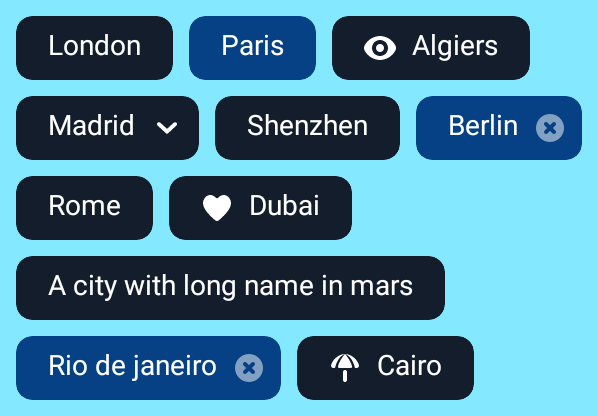 London Paris Algiers
Madrid Shenzhen Berlin
Rome Dubai
A city with long name in mars
Rio de janeiro Cairo